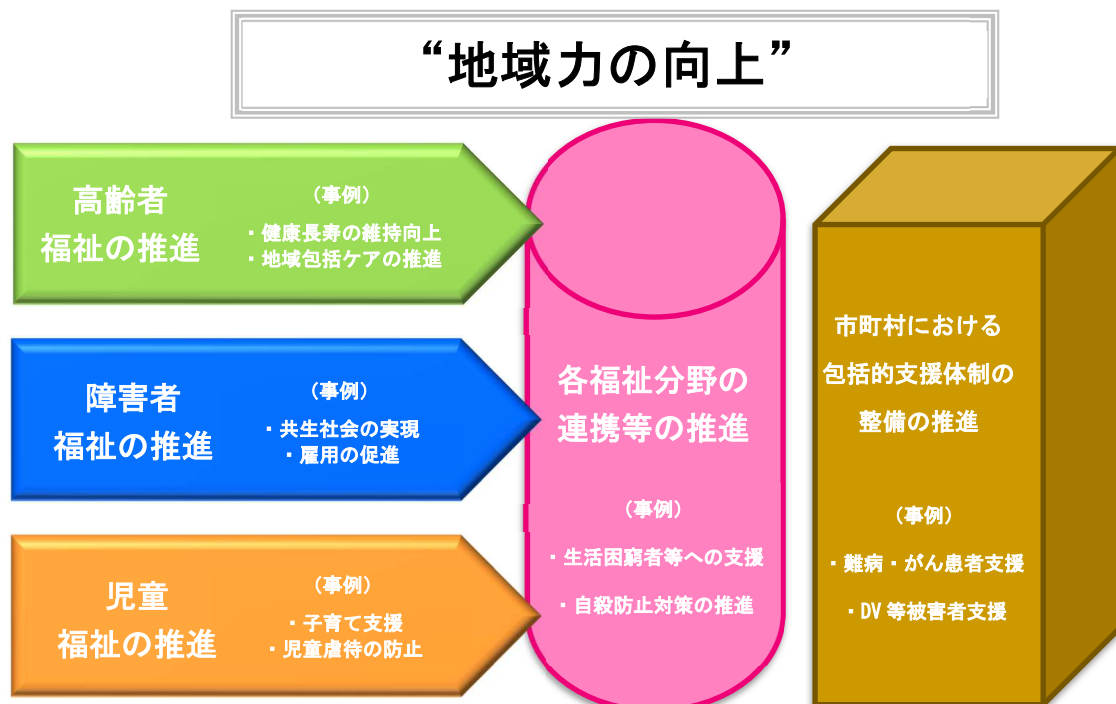 “地域力の向上”
高齢者
福祉の推進
（事例）
・健康長寿の維持向上
・地域包括ケアの推進
障害者
福祉の推進
（事例）
・共生社会の実現
・雇用の促進
児童
福祉の推進
（事例）
・子育て支援
・児童虐待の防止
各福祉分野の
連携等の推進
（事例）
・生活困窮者等への支援
・自殺防止対策の推進
市町村における
包括的支援体制の
整備の推進
（事例）
・難病・がん患者支援
・DV 等被害者支援